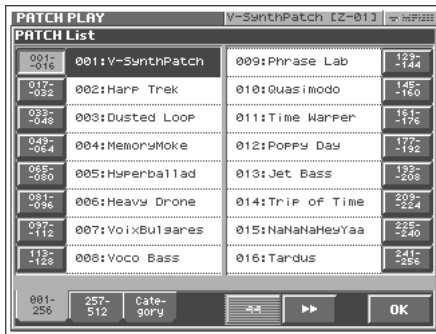 PATCH PLAY V-SynthPatch [Z-01]
PATCH List
001-
-016 001:V-SynthPatch 009:Phrase Lab 129-
-144
017-
-032 002:Harp Trek 010:Quasimodo 145-
-160
033-
-048 003:Dusted Loop 011:Time Warper 161-
-176
049-
-064 004:MemoryMoke 012:Poppy Day 177-
-192
065-
-080 005:Hyperballad 013:Jet Bass 193-
-208
081-
-096 006:Heavy Drone 014:Trip of Time 209-
-224
097-
-112 007:VoixBulgares 015:NaNaNaHeyYaa 225-
-240
113-
-128 008:Voco Bass 016:Tardus 241-
-256
001-
256 257-
512 Cate-
gory OK